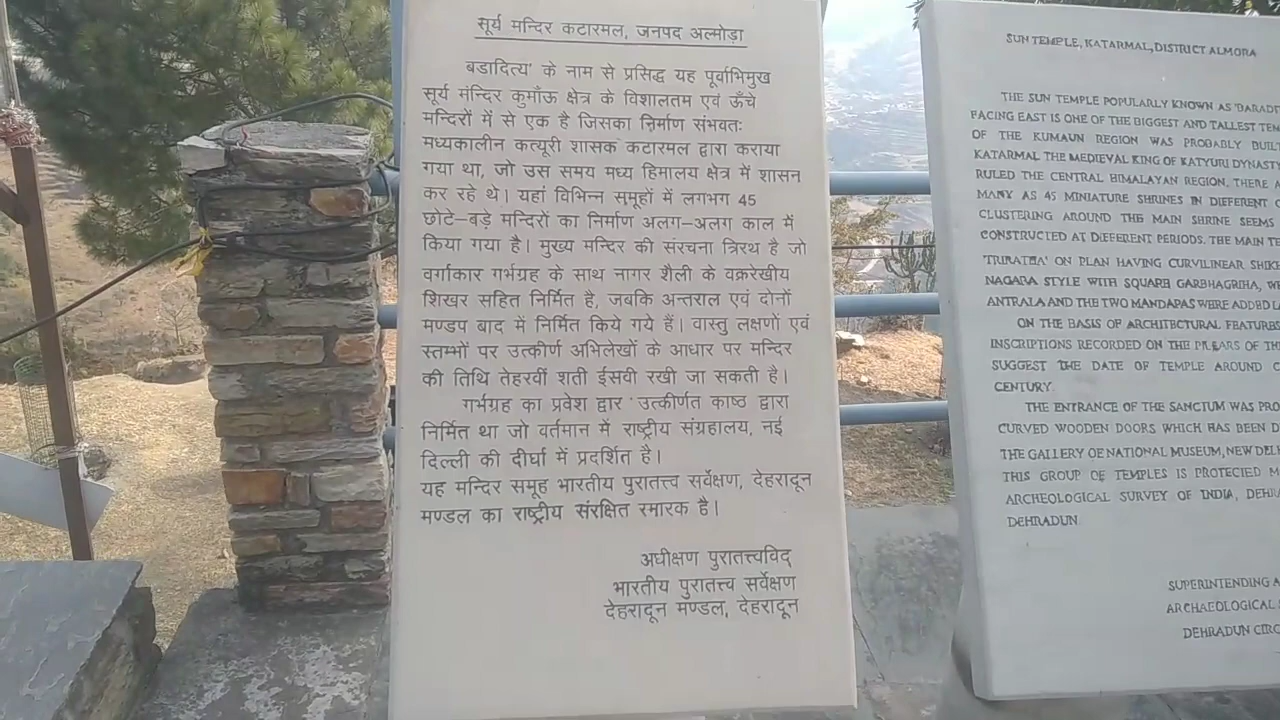 सूर्य मन्दिर कटारमल, जनपद अल्मोड़ा
बडादित्य' के नाम से प्रसिद्ध यह पूर्वाभिमुख
सूर्य मंन्दिर कुमाँऊ क्षेत्र के विशालतम एवं ऊँचे
मन्दिरों में से एक है जिसका निर्माण संभवतः
मध्यकालीन कत्यूरी शासक कटारमल द्वारा कराया
गया था, जो उस समय मध्य हिमालय क्षेत्र में शासन
कर रहे थे। यहां विभिन्न समूहों में लगभग 45
छोटे–बड़े मन्दिरों का निर्माण अलग–अलग काल में
किया गया है। मुख्य मन्दिर की संरचना त्रिरथ है जो
वर्गाकार गर्भग्रह के साथ नागर शैली के वक्ररेखीय
शिखर सहित निर्मित है, जबकि अन्तराल एवं दोनों
मण्डप बाद में निर्मित किये गये हैं। वास्तु लक्षणों एवं
स्तम्भों पर उत्कीर्ण अभिलेखों के आधार पर मन्दिर
की तिथि तेहरवीं शती ईसवी रखी जा सकती है।
गर्भग्रह का प्रवेश द्वार उत्कीर्णत काष्ठ द्वारा
निर्मित था जो वर्तमान में राष्ट्रीय संग्रहालय, नई
दिल्ली की दीर्घा में प्रदर्शित है।
यह मन्दिर समूह भारतीय पुरातत्त्व सर्वेक्षण, देहरादून
मण्डल का राष्ट्रीय संरक्षित स्मारक है।
अधीक्षण पुरातत्त्वविद्
भारतीय पुरातत्त्व सर्वेक्षण
देहरादून मण्डल, देहरादून
SUN TEMPLE, KATARMAL, DISTRICT ALMORA
THE SUN TEMPLE POPULARLY KNOWN AS
FACING EAST IS ONE OF THE BIGGEST AND TALLEST
OF THE KUMAUN REGION WAS PROBABLY BUILT
KATARMAL THE MEDIEVAL KING OF KATYURI DYNASTY
RULED THE CENTRAL HIMALAYAN REGION. THERE
MANY AS 45 MINIATURE SHRINES IN DIFFERENT
CLUSTERING AROUND THE MAIN SHRINE SEEMS
CONSTRUCTED AT DIFFERENT PERIODS. THE MAIN
'TRIRATHA' ON PLAN HAVING CURVILINEAR
NAGARA STYLE WITH SQUARE GARBHAGRIHA,
ANTRALA AND THE TWO MANDAPAS WERE ADDED
ON THE BASIS OF ARCHITECTURAL FEATURES
INSCRIPTIONS RECORDED ON THE PILLARS OF THE
SUGGEST THE DATE OF TEMPLE AROUND
CENTURY.
THE ENTRANCE OF THE SANCTUM WAS
CURVED WOODEN DOORS WHICH HAS BEEN
THE GALLERY OF NATIONAL MUSEUM, NEW
THIS GROUP OF TEMPLES IS PROTECTED
ARCHEOLOGICAL SURVEY OF INDIA,
DEHRADUN
SUPERINTENDING
ARCHAEOLOGICAL
DEHRADUN